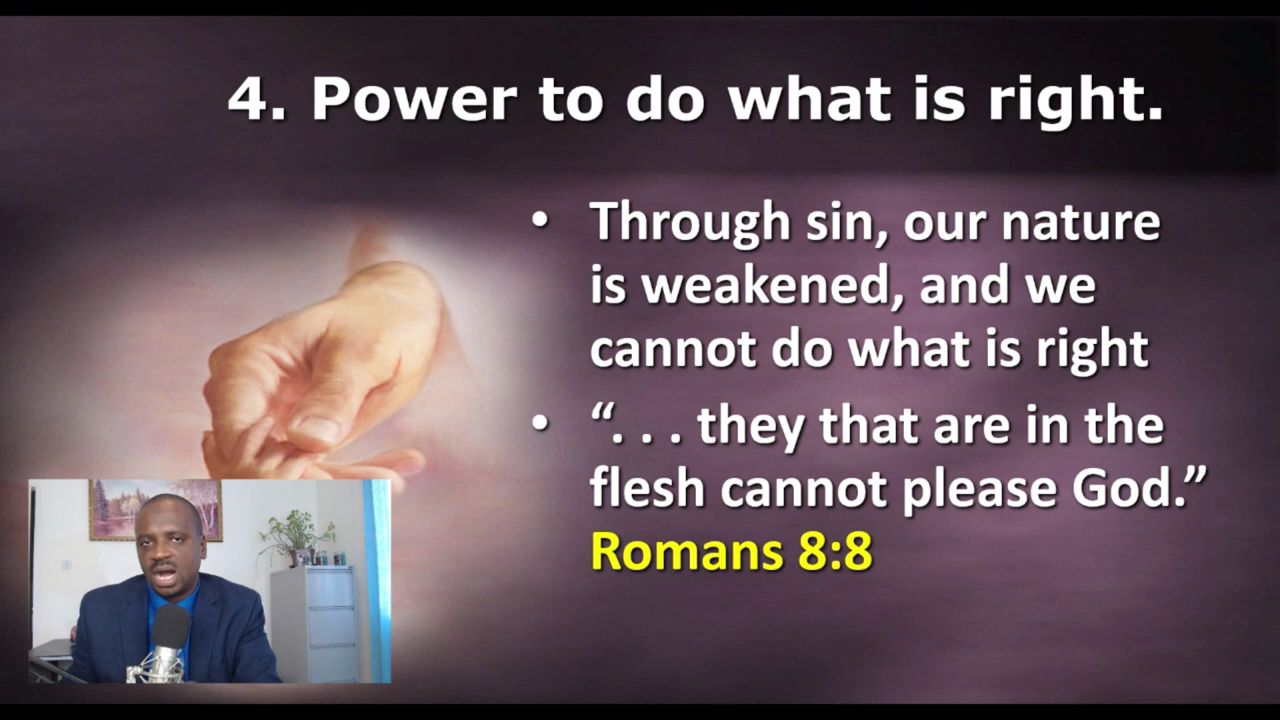 4. Power to do what is right.
• Through sin, our nature
is weakened, and we
cannot do what is right
• “. . . they that are in the
flesh cannot please God.”
Romans 8:8